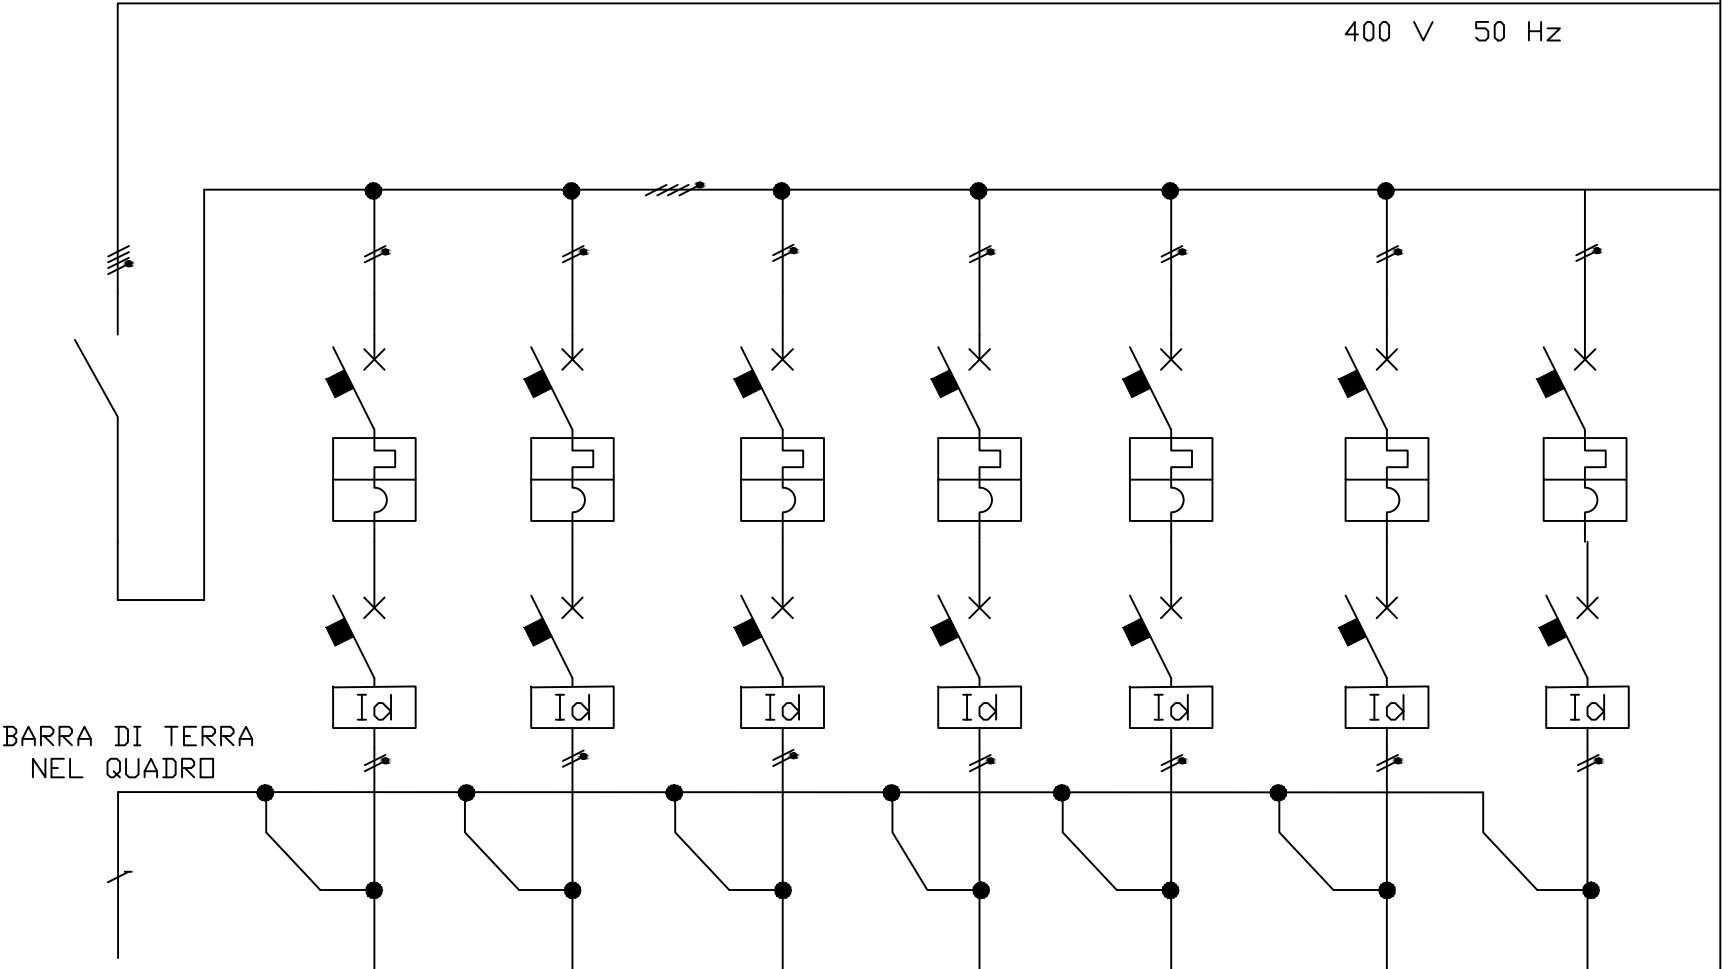 400 V 50 Hz
Id Id Id Id Id Id Id
BARRA DI TERRA
NEL QUADRO